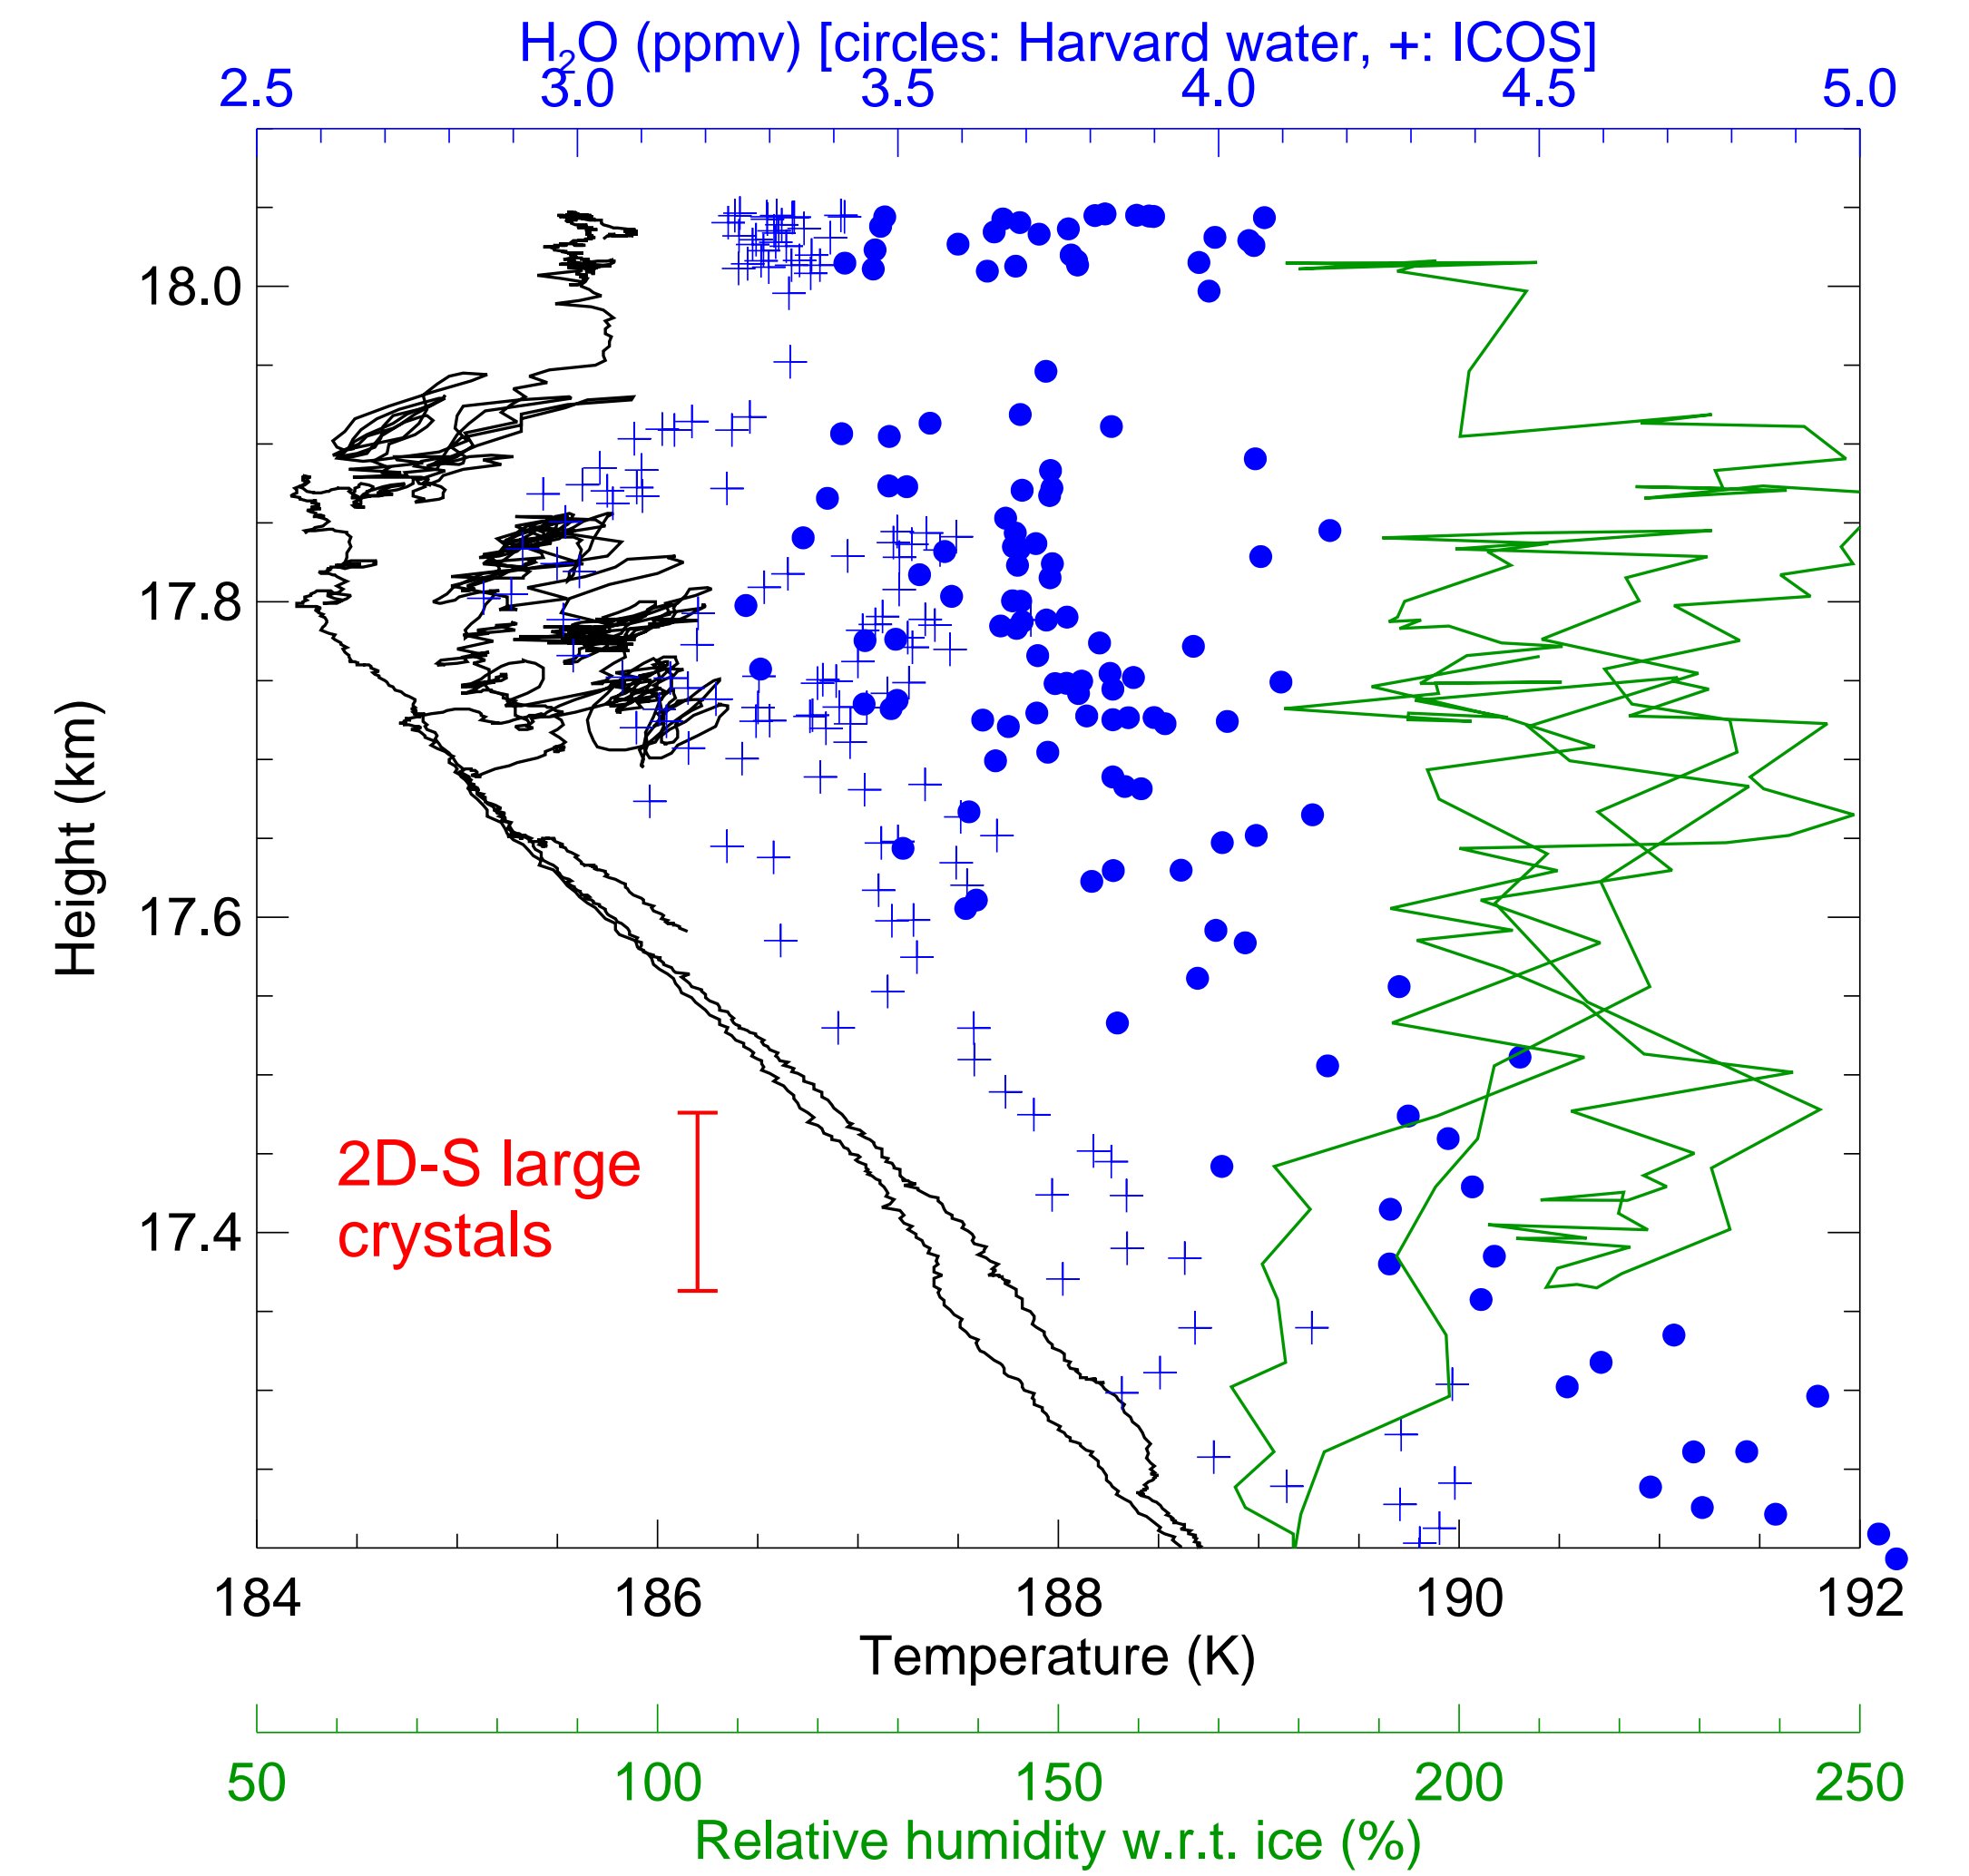 H2O (ppmv) [circles: Harvard water, +: ICOS]
2.5 3.0 3.5 4.0 4.5 5.0
18.0
17.8
17.6
17.4
Height (km)
2D-S large
crystals
184 186 188 190 192
Temperature (K)
50 100 150 200 250
Relative humidity w.r.t. ice (%)